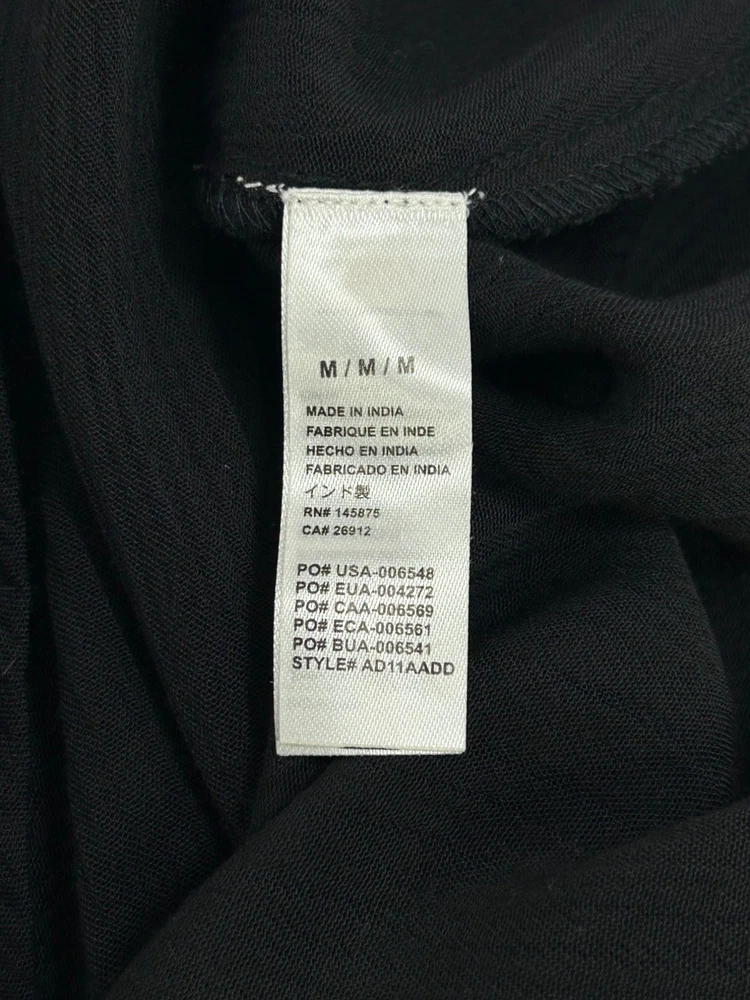 M / M / M
MADE IN INDIA
FABRIQUE EN INDE
HECHO EN INDIA
FABRICADO EN INDIA
インド製
RN# 145875
CA# 26912
PO# USA-006548
PO# EUA-004272
PO# CAA-006569
PO# ECA-006561
PO# BUA-006541
STYLE# AD11AADD